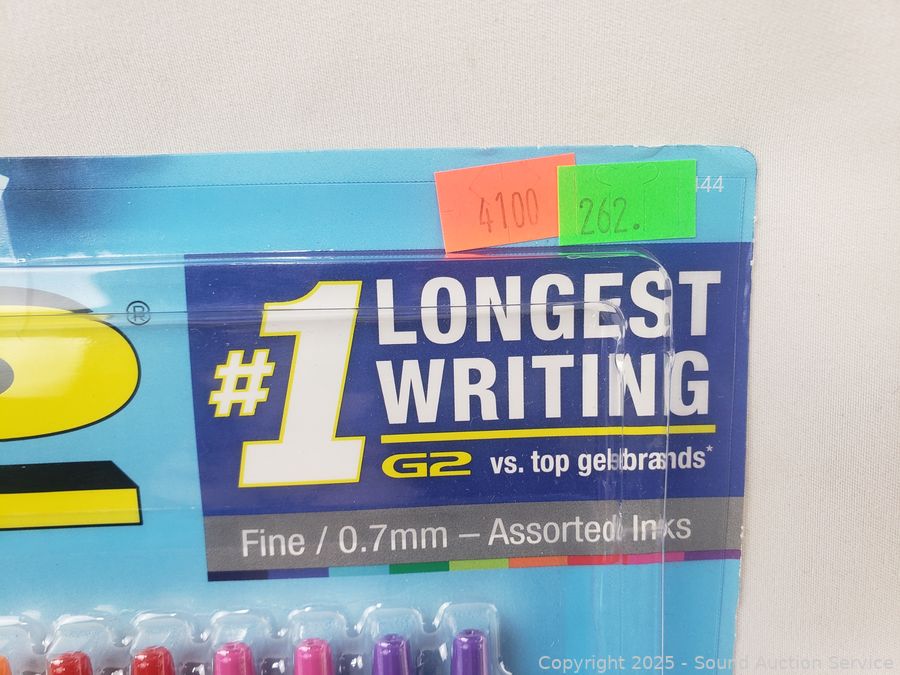 4100 262. 44
®
#1 LONGEST
WRITING
G2 vs. top gel brands*
Fine / 0.7mm – Assorted Inks
Copyright 2025 - Sound Auction Service